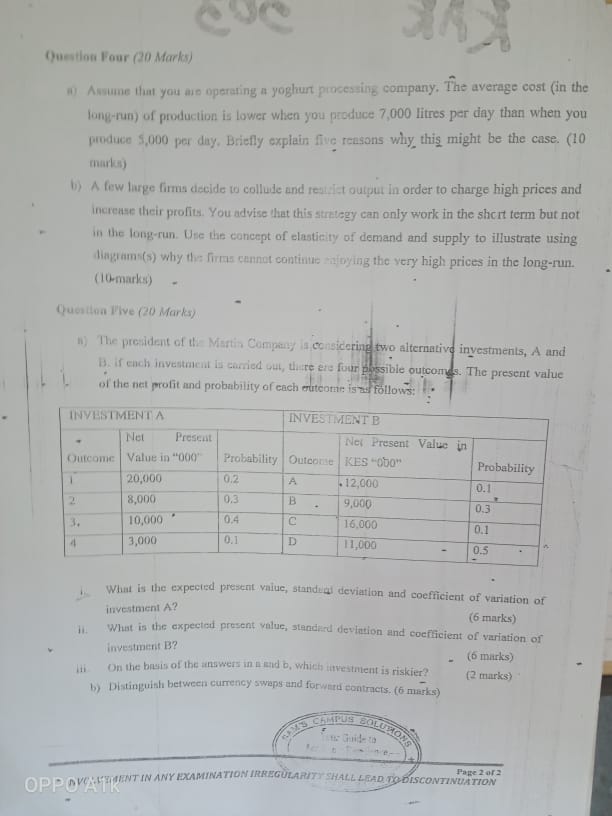 Question Four (20 Marks)
a) Assume that you are operating a yoghurt processing company. The average cost (in the
long-run) of production is lower when you produce 7,000 litres per day than when you
produce 5,000 per day. Briefly explain five reasons why this might be the case. (10
marks)
b) A few large firms decide to collude and restrict output in order to charge high prices and
increase their profits. You advise that this strategy can only work in the short term but not
in the long-run. Use the concept of elasticity of demand and supply to illustrate using
diagrams(s) why the firms cannot continue enjoying the very high prices in the long-run.
(10-marks)
Question Five (20 Marks)
a) The president of the Martin Company is considering two alternative investments, A and
B. if each investment is carried out, there are four possible outcomes. The present value
of the net profit and probability of each outcome is as follows:
INVESTMENT A INVESTMENT B
Outcome Net Present Value in "000" Probability Outcome Net Present Value in KES "000" Probability
1 20,000 0.2 A 12,000 0.1
2 8,000 0.3 B 9,000 0.3
3. 10,000 0.4 C 16,000 0.1
4 3,000 0.1 D 11,000 0.5
i. What is the expected present value, standard deviation and coefficient of variation of
investment A? (6 marks)
ii. What is the expected present value, standard deviation and coefficient of variation of
investment B? (6 marks)
iii. On the basis of the answers in a and b, which investment is riskier? (2 marks)
b) Distinguish between currency swaps and forward contracts. (6 marks)
SAM'S CAMPUS SOLUTIONS
Guide to
Page 2 of 2
INVOLVEMENT IN ANY EXAMINATION IRREGULARITY SHALL LEAD TO DISCONTINUATION
OPPO A1K